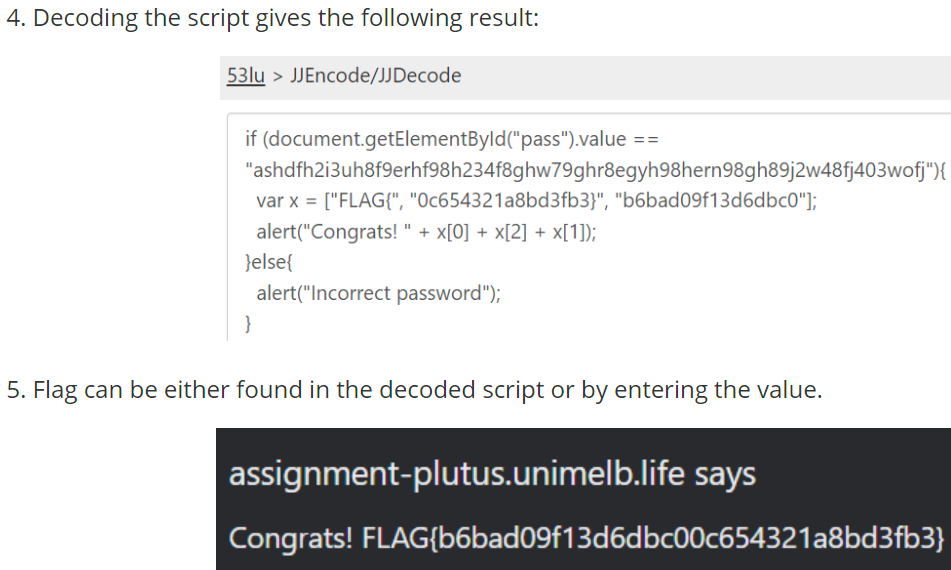 4. Decoding the script gives the following result:
53lu > JJEncode/JJDecode
if (document.getElementById("pass").value ==
"ashdfh2i3uh8f9erhf98h234f8ghw79ghr8egyh98hern98gh89j2w48fj403wofj"){
var x = ["FLAG{", "0c654321a8bd3fb3}", "b6bad09f13d6dbc0"];
alert("Congrats! " + x[0] + x[2] + x[1]);
}else{
alert("Incorrect password");
}
5. Flag can be either found in the decoded script or by entering the value.
assignment-plutus.unimelb.life says
Congrats! FLAG{b6bad09f13d6dbc00c654321a8bd3fb3}